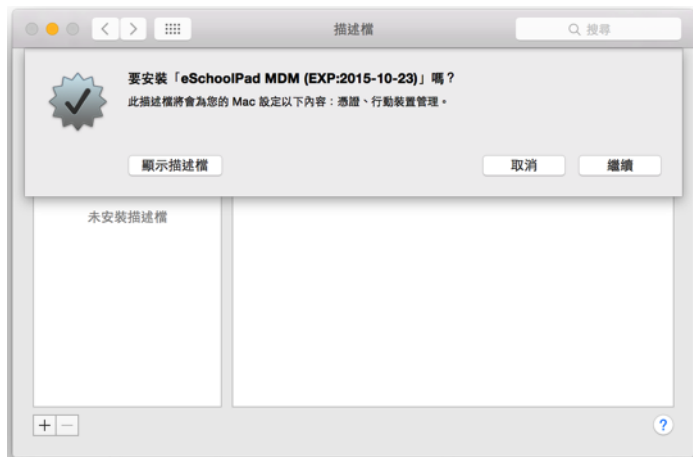 描述檔
搜尋
要安裝「eSchoolPad MDM (EXP:2015-10-23)」嗎？
此描述檔將會為您的 Mac 設定以下內容：憑證、行動裝置管理。
顯示描述檔
取消
繼續
未安裝描述檔
?